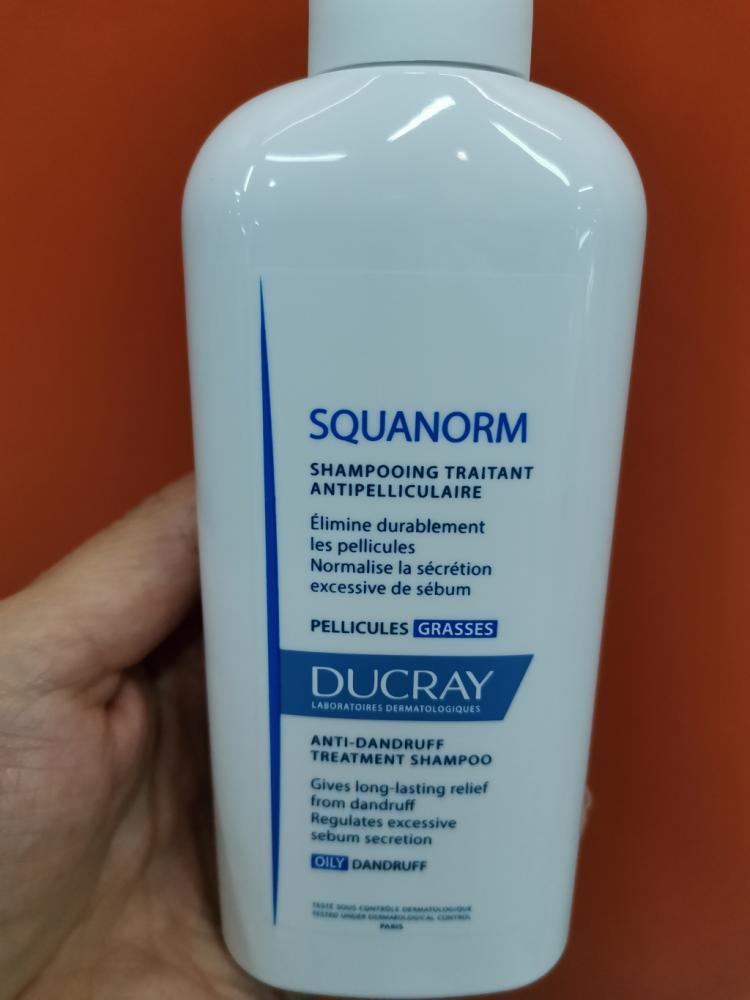 SQUANORM
SHAMPOOING TRAITANT
ANTIPELLICULAIRE
Élimine durablement
les pellicules
Normalise la sécrétion
excessive de sébum
PELLICULES GRASSES
DUCRAY
LABORATOIRES DERMATOLOGIQUES
ANTI-DANDRUFF
TREATMENT SHAMPOO
Gives long-lasting relief
from dandruff
Regulates excessive
sebum secretion
OILY DANDRUFF
TESTÉ SOUS CONTRÔLE DERMATOLOGIQUE
TESTED UNDER DERMATOLOGICAL CONTROL
PARIS